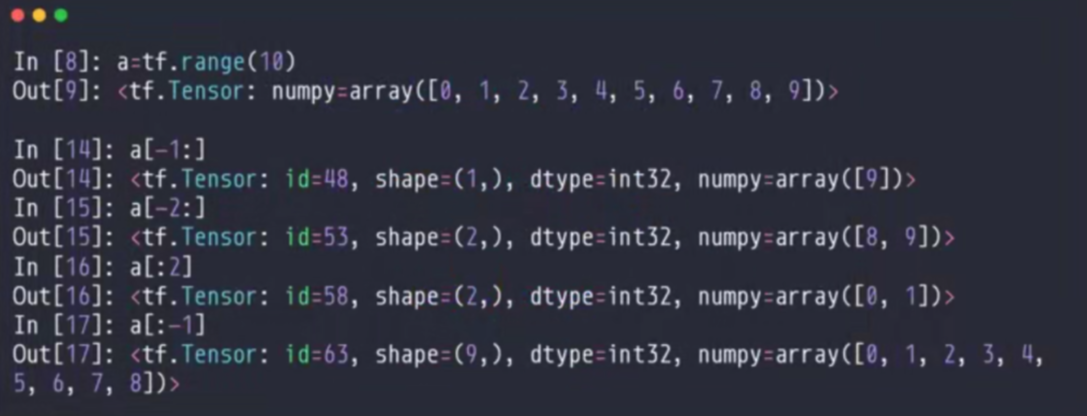 In [8]: a=tf.range(10)
Out[9]: <tf.Tensor: numpy=array([0, 1, 2, 3, 4, 5, 6, 7, 8, 9])>
In [14]: a[-1:]
Out[14]: <tf.Tensor: id=48, shape=(1,), dtype=int32, numpy=array([9])>
In [15]: a[-2:]
Out[15]: <tf.Tensor: id=53, shape=(2,), dtype=int32, numpy=array([8, 9])>
In [16]: a[:2]
Out[16]: <tf.Tensor: id=58, shape=(2,), dtype=int32, numpy=array([0, 1])>
In [17]: a[:-1]
Out[17]: <tf.Tensor: id=63, shape=(9,), dtype=int32, numpy=array([0, 1, 2, 3, 4,
5, 6, 7, 8])>